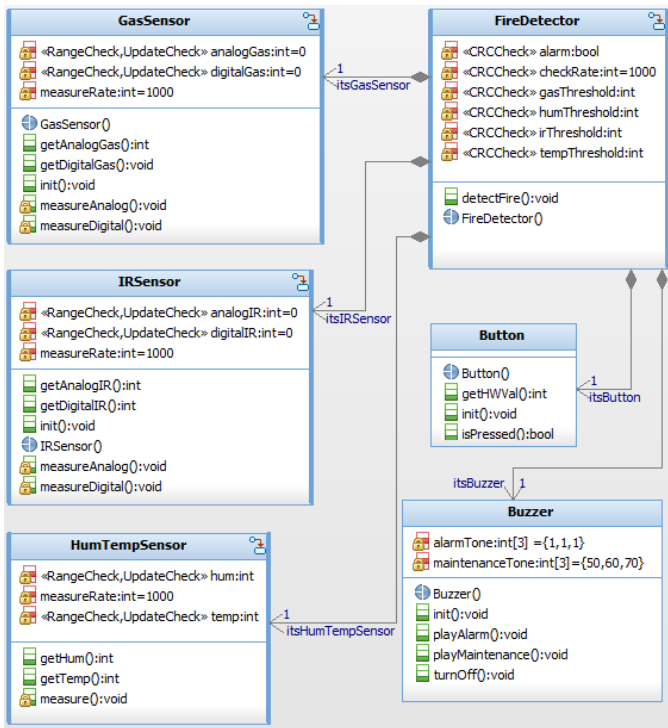 GasSensor
«RangeCheck,UpdateCheck» analogGas:int=0
«RangeCheck,UpdateCheck» digitalGas:int=0
measureRate:int=1000
GasSensor()
getAnalogGas():int
getDigitalGas():void
init():void
measureAnalog():void
measureDigital():void
1
itsGasSensor
FireDetector
«CRCCheck» alarm:bool
«CRCCheck» checkRate:int=1000
«CRCCheck» gasThreshold:int
«CRCCheck» humThreshold:int
«CRCCheck» irThreshold:int
«CRCCheck» tempThreshold:int
detectFire():void
FireDetector()
IRSensor
«RangeCheck,UpdateCheck» analogIR:int=0
«RangeCheck,UpdateCheck» digitalIR:int=0
measureRate:int=1000
getAnalogIR():int
getDigitalIR():int
init():void
IRSensor()
measureAnalog():void
measureDigital():void
1
itsIRSensor
Button
Button()
getHWVal():int
init():void
isPressed():bool
1
itsButton
itsBuzzer
1
Buzzer
alarmTone:int[3] ={1,1,1}
maintenanceTone:int[3]={50,60,70}
Buzzer()
init():void
playAlarm():void
playMaintenance():void
turnOff():void
HumTempSensor
«RangeCheck,UpdateCheck» hum:int
measureRate:int=1000
«RangeCheck,UpdateCheck» temp:int
getHum():int
getTemp():int
measure():void
1
itsHumTempSensor